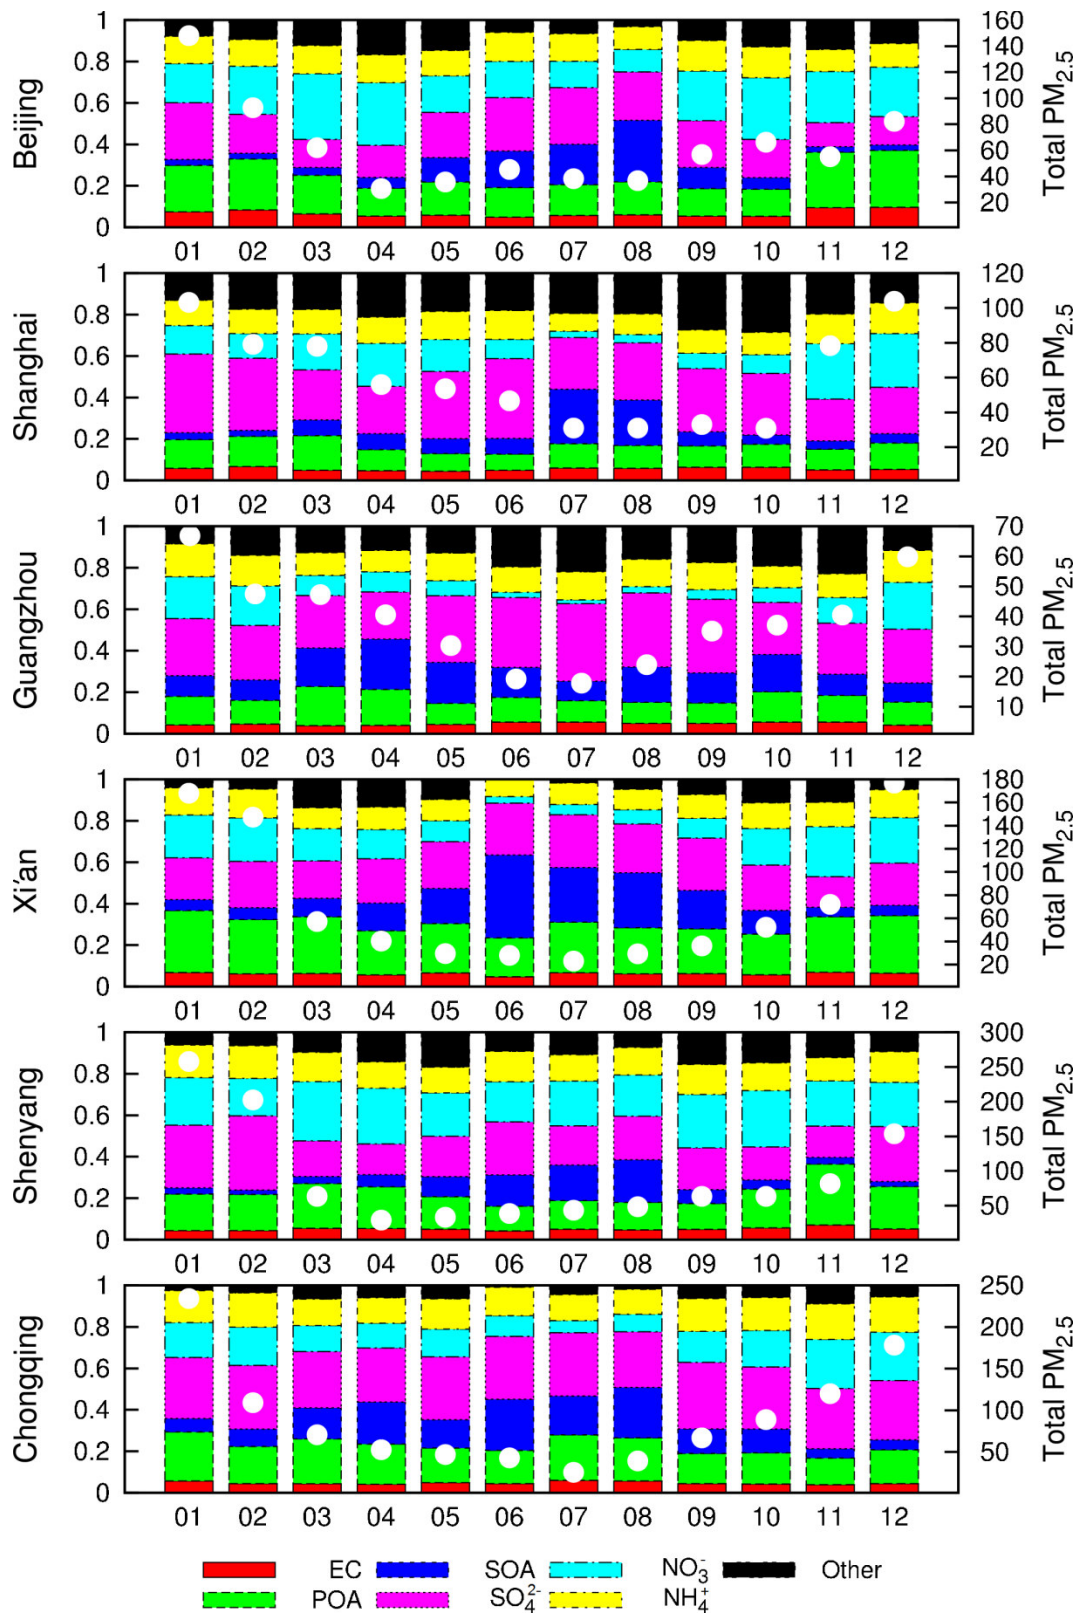 Beijing
1 0.8 0.6 0.4 0.2 0
160 140 120 100 80 60 40 20
Total PM2.5
01 02 03 04 05 06 07 08 09 10 11 12
Shanghai
1 0.8 0.6 0.4 0.2 0
120 100 80 60 40 20
Total PM2.5
01 02 03 04 05 06 07 08 09 10 11 12
Guangzhou
1 0.8 0.6 0.4 0.2 0
70 60 50 40 30 20 10
Total PM2.5
01 02 03 04 05 06 07 08 09 10 11 12
Xi'an
1 0.8 0.6 0.4 0.2 0
180 160 140 120 100 80 60 40 20
Total PM2.5
01 02 03 04 05 06 07 08 09 10 11 12
Shenyang
1 0.8 0.6 0.4 0.2 0
300 250 200 150 100 50
Total PM2.5
01 02 03 04 05 06 07 08 09 10 11 12
Chongqing
1 0.8 0.6 0.4 0.2 0
250 200 150 100 50
Total PM2.5
01 02 03 04 05 06 07 08 09 10 11 12
EC SOA NO3- Other
POA SO42- NH4+